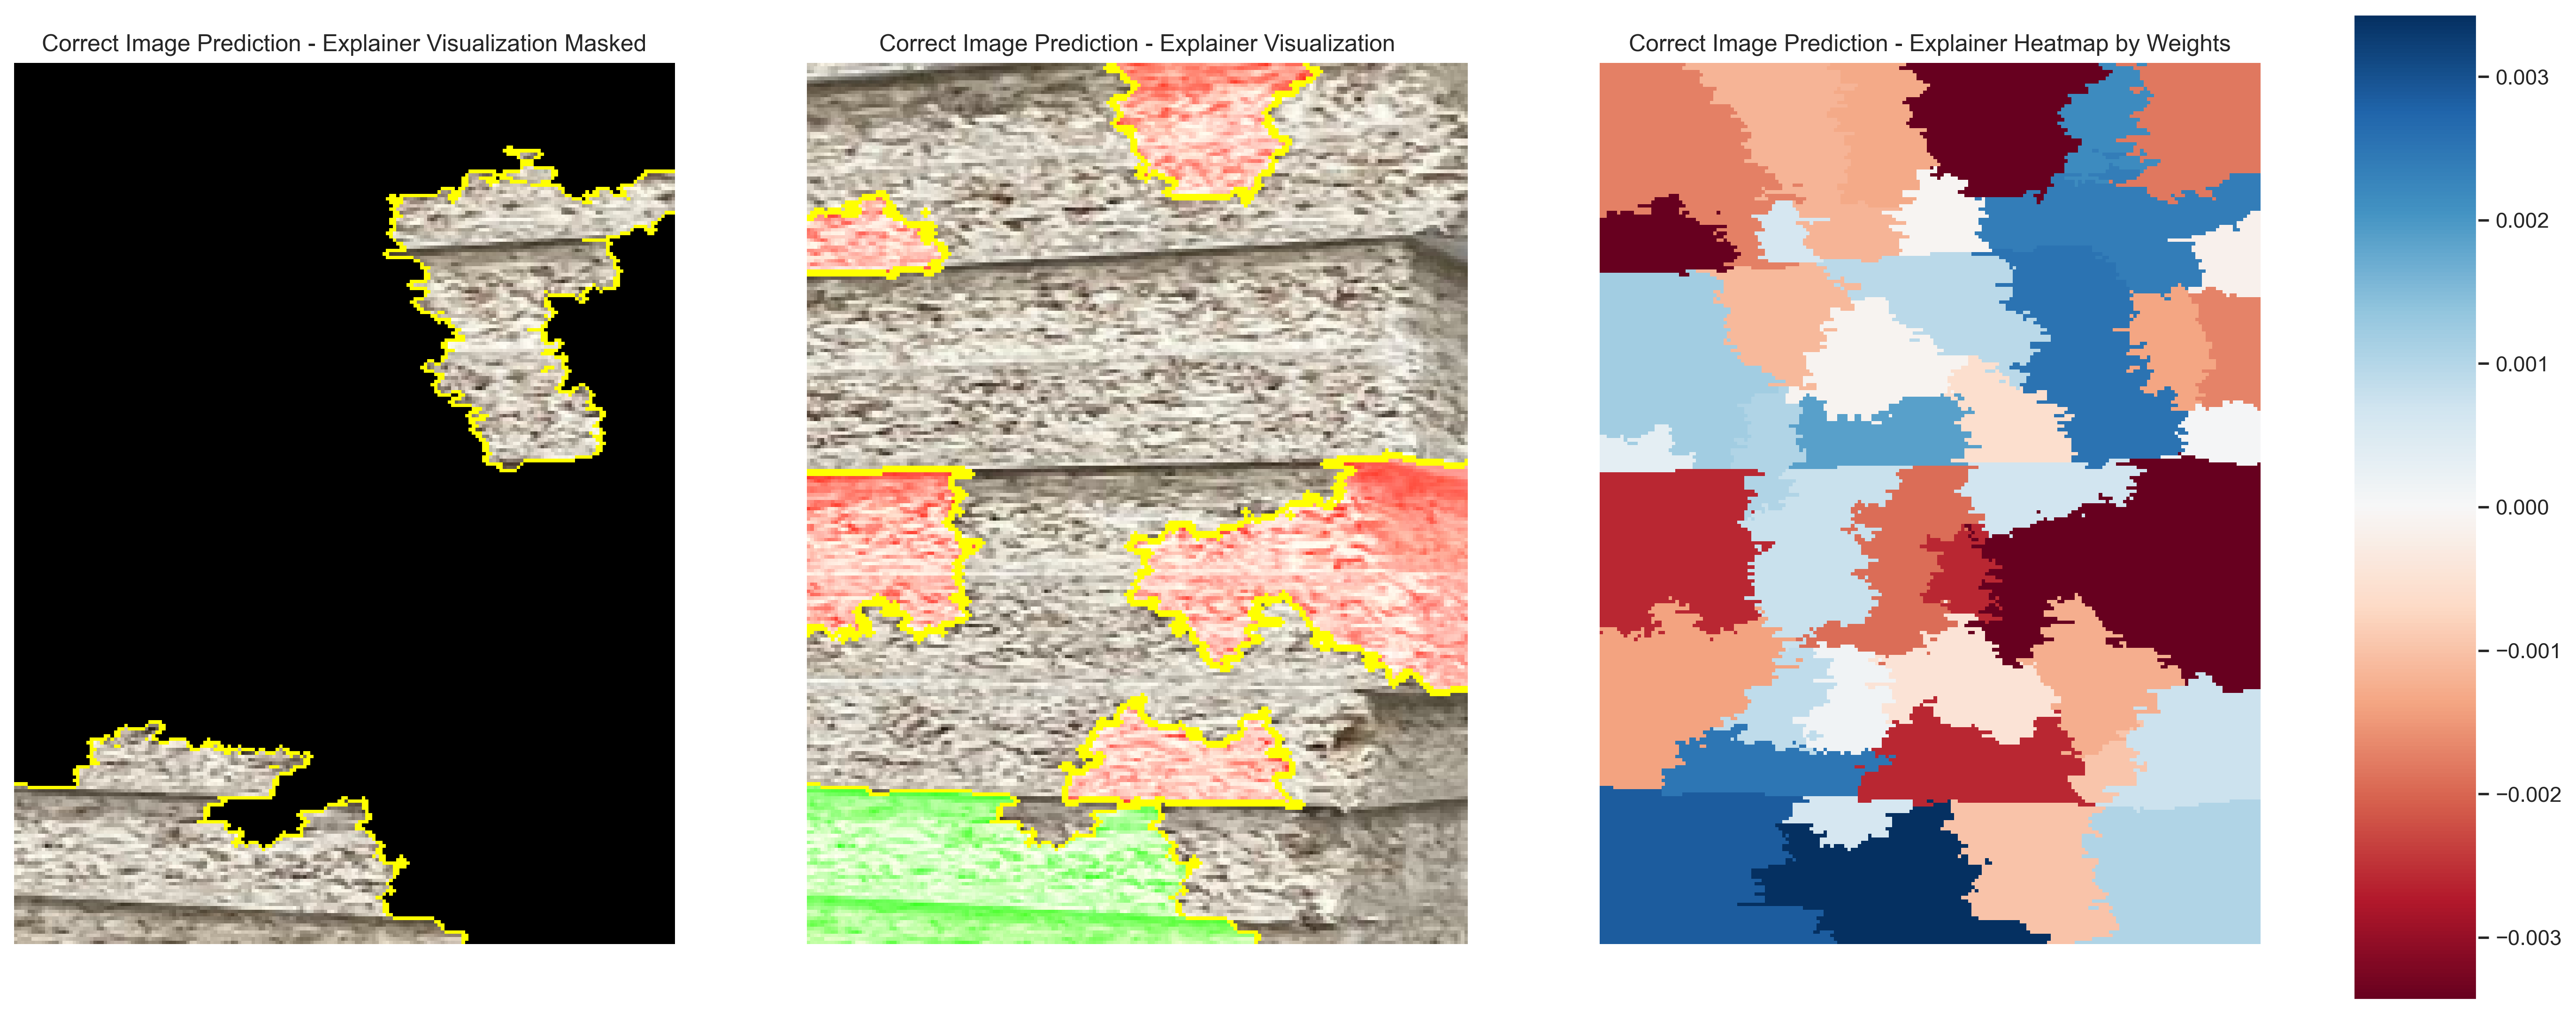 Correct Image Prediction - Explainer Visualization Masked
Correct Image Prediction - Explainer Visualization
Correct Image Prediction - Explainer Heatmap by Weights
0.003
0.002
0.001
0.000
−0.001
−0.002
−0.003